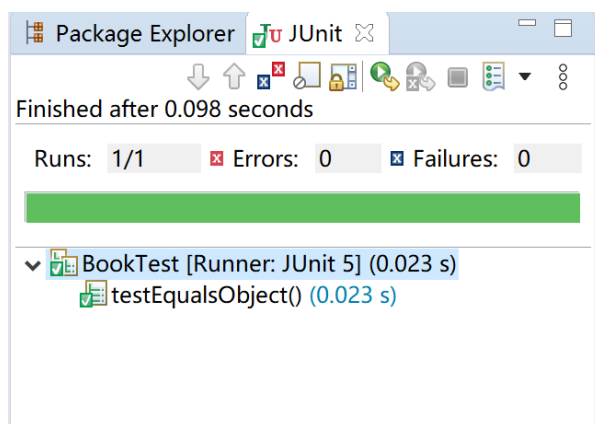 Package Explorer JUnit
Finished after 0.098 seconds
Runs: 1/1 Errors: 0 Failures: 0
BookTest [Runner: JUnit 5] (0.023 s)
testEqualsObject() (0.023 s)